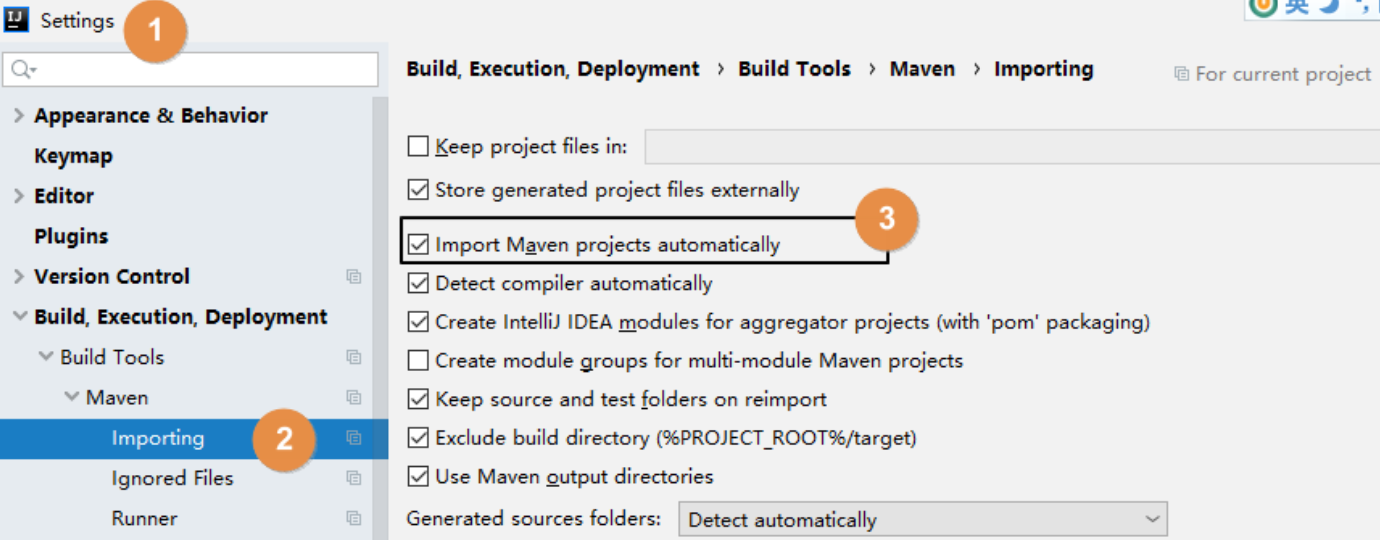 Settings
1
英
Appearance & Behavior
Keymap
Editor
Plugins
Version Control
Build, Execution, Deployment
Build Tools
Maven
Importing
2
Ignored Files
Runner
Build, Execution, Deployment › Build Tools › Maven › Importing
For current project
Keep project files in:
Store generated project files externally
3
Import Maven projects automatically
Detect compiler automatically
Create IntelliJ IDEA modules for aggregator projects (with 'pom' packaging)
Create module groups for multi-module Maven projects
Keep source and test folders on reimport
Exclude build directory (%PROJECT_ROOT%/target)
Use Maven output directories
Generated sources folders: Detect automatically